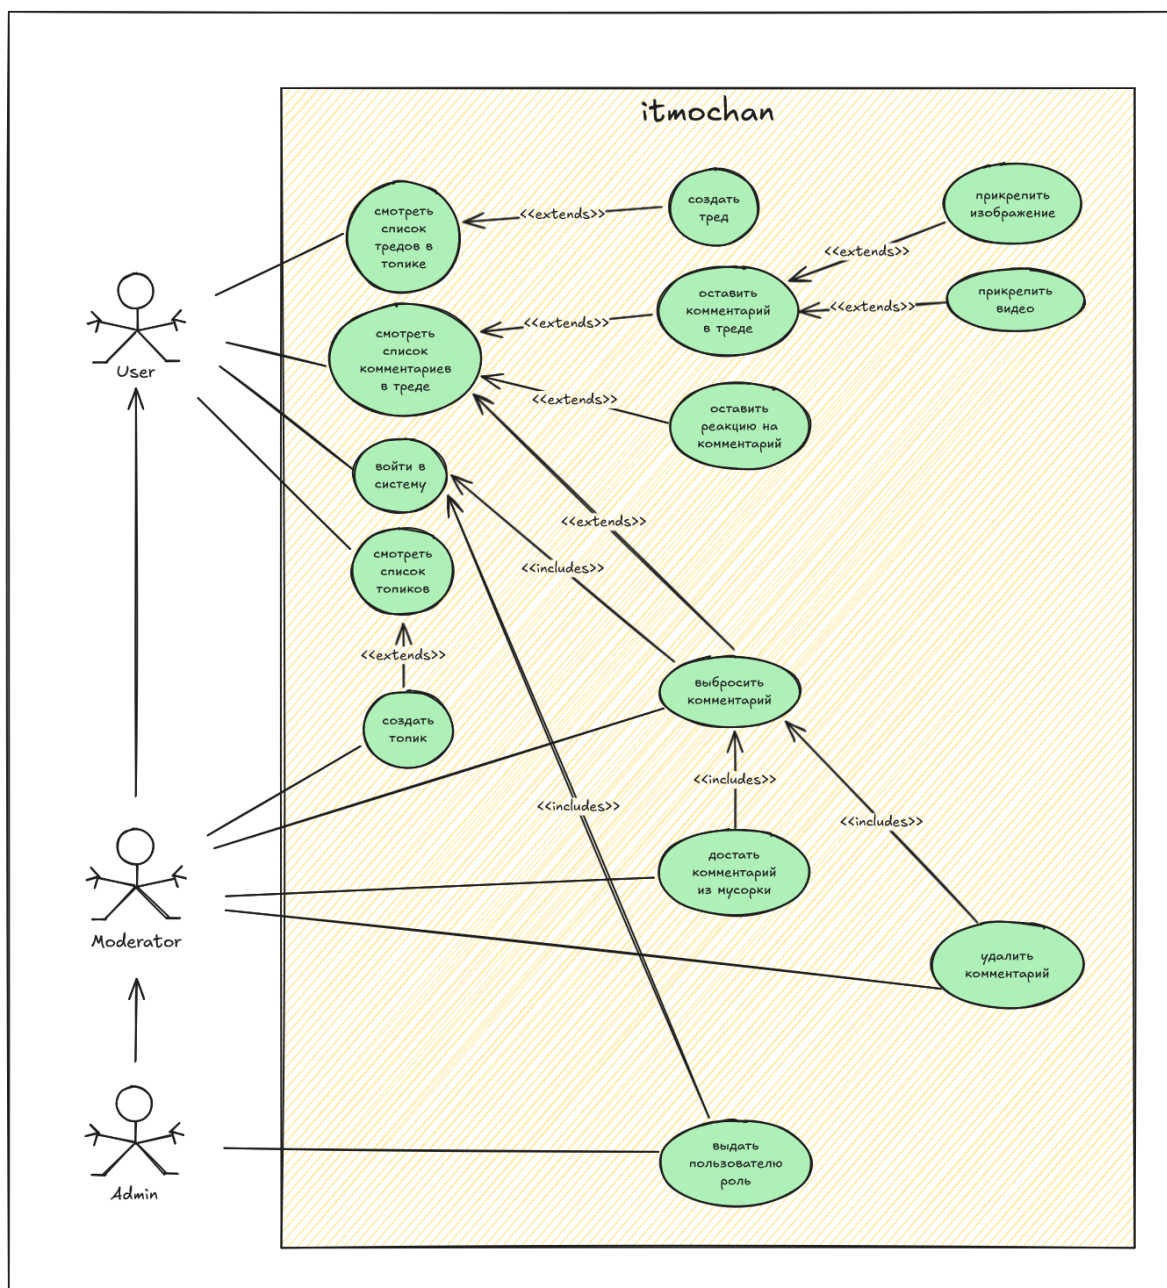 itmochan
смотреть
список
тредов в
топике
<<extends>>
создать
тред
прикрепить
изображение
<<extends>>
оставить
комментарий
в треде
<<extends>>
прикрепить
видео
<<extends>>
User
смотреть
список
комментариев
в треде
<<extends>>
оставить
реакцию на
комментарий
войти в
систему
<<extends>>
<<includes>>
смотреть
список
топиков
<<extends>>
выбросить
комментарий
создать
топик
<<includes>>
<<includes>>
<<includes>>
достать
комментарий
из мусорки
Moderator
удалить
комментарий
выдать
пользователю
роль
Admin